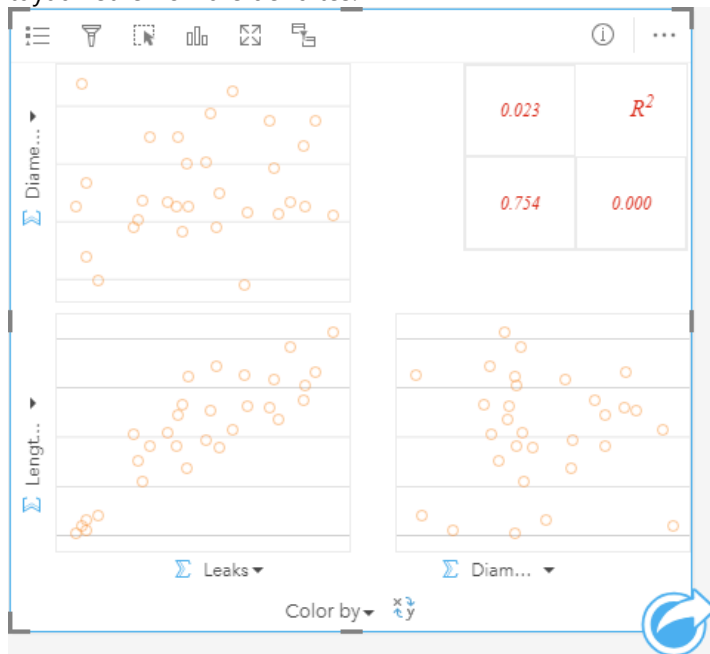 Diame...
0.023 R²
0.754 0.000
Lengt...
Σ Leaks
Σ Diam...
Color by x y